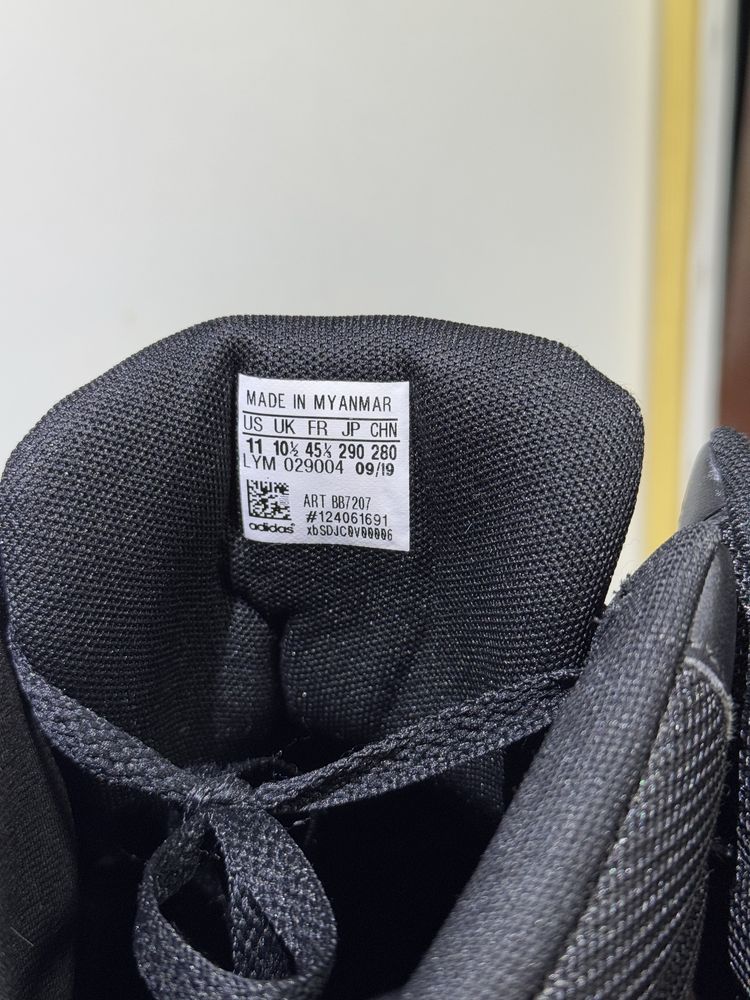 MADE IN MYANMAR
US UK FR JP CHN
11 10½ 45⅓ 290 280
LYM 029004 09/19
ART BB7207
#124061691
adidas xbSDJC0V00006